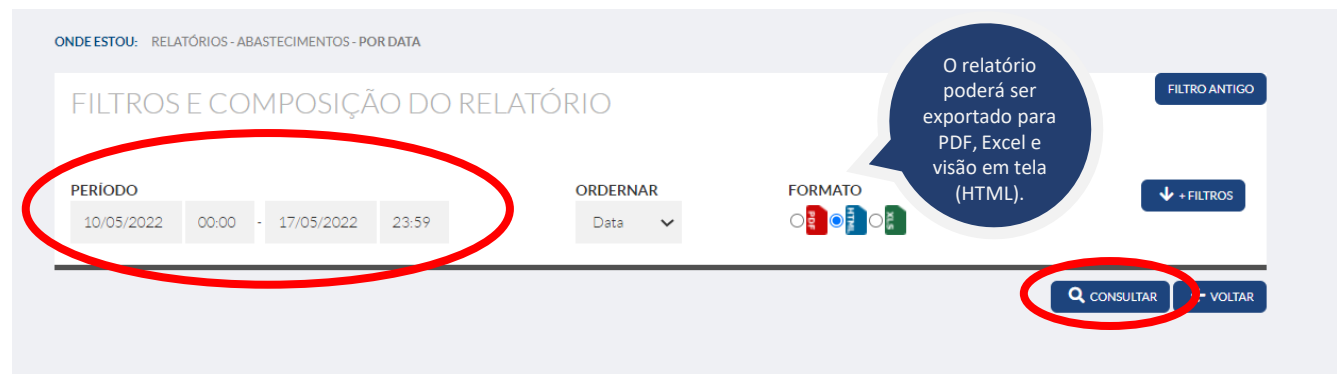 ONDE ESTOU: RELATÓRIOS - ABASTECIMENTOS - POR DATA
FILTROS E COMPOSIÇÃO DO RELATÓRIO
O relatório
poderá ser
exportado para
PDF, Excel e
visão em tela
(HTML).
FILTRO ANTIGO
PERÍODO
10/05/2022 00:00 - 17/05/2022 23:59
ORDERNAR
Data
FORMATO
PDF HTML XLS
+ FILTROS
CONSULTAR
VOLTAR